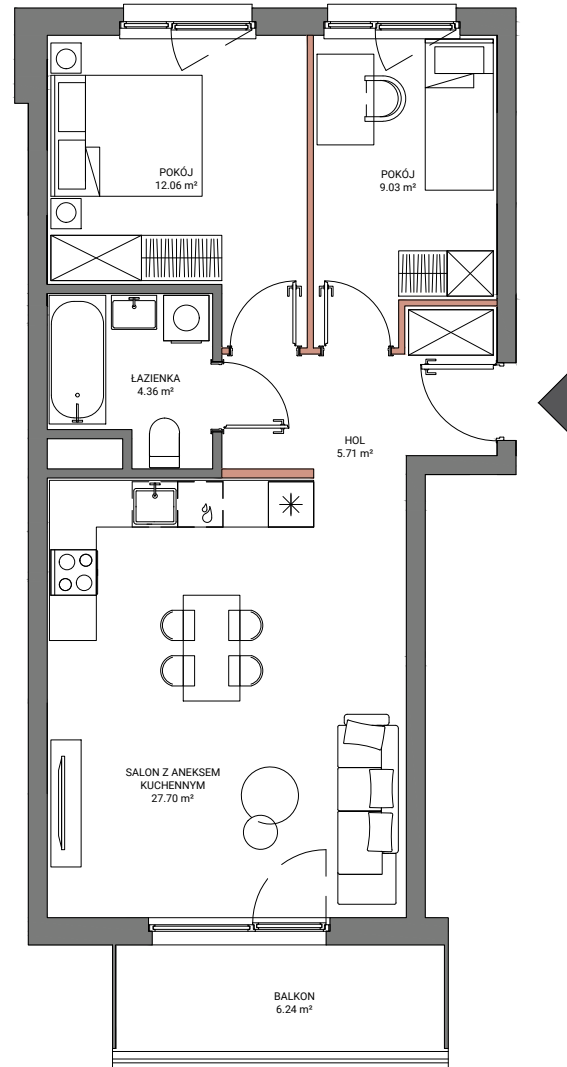 POKÓJ
12.06 m²
POKÓJ
9.03 m²
ŁAZIENKA
4.36 m²
HOL
5.71 m²
SALON Z ANEKSEM
KUCHENNYM
27.70 m²
BALKON
6.24 m²